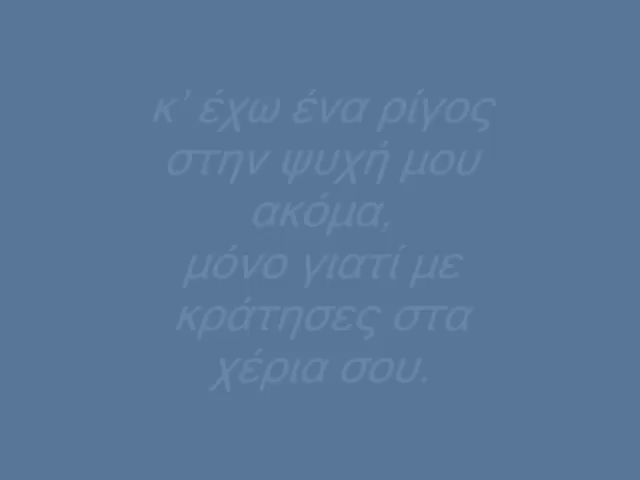 κ’ έχω ένα ρίγος
στην ψυχή μου
ακόμα,
μόνο γιατί με
κράτησες στα
χέρια σου.